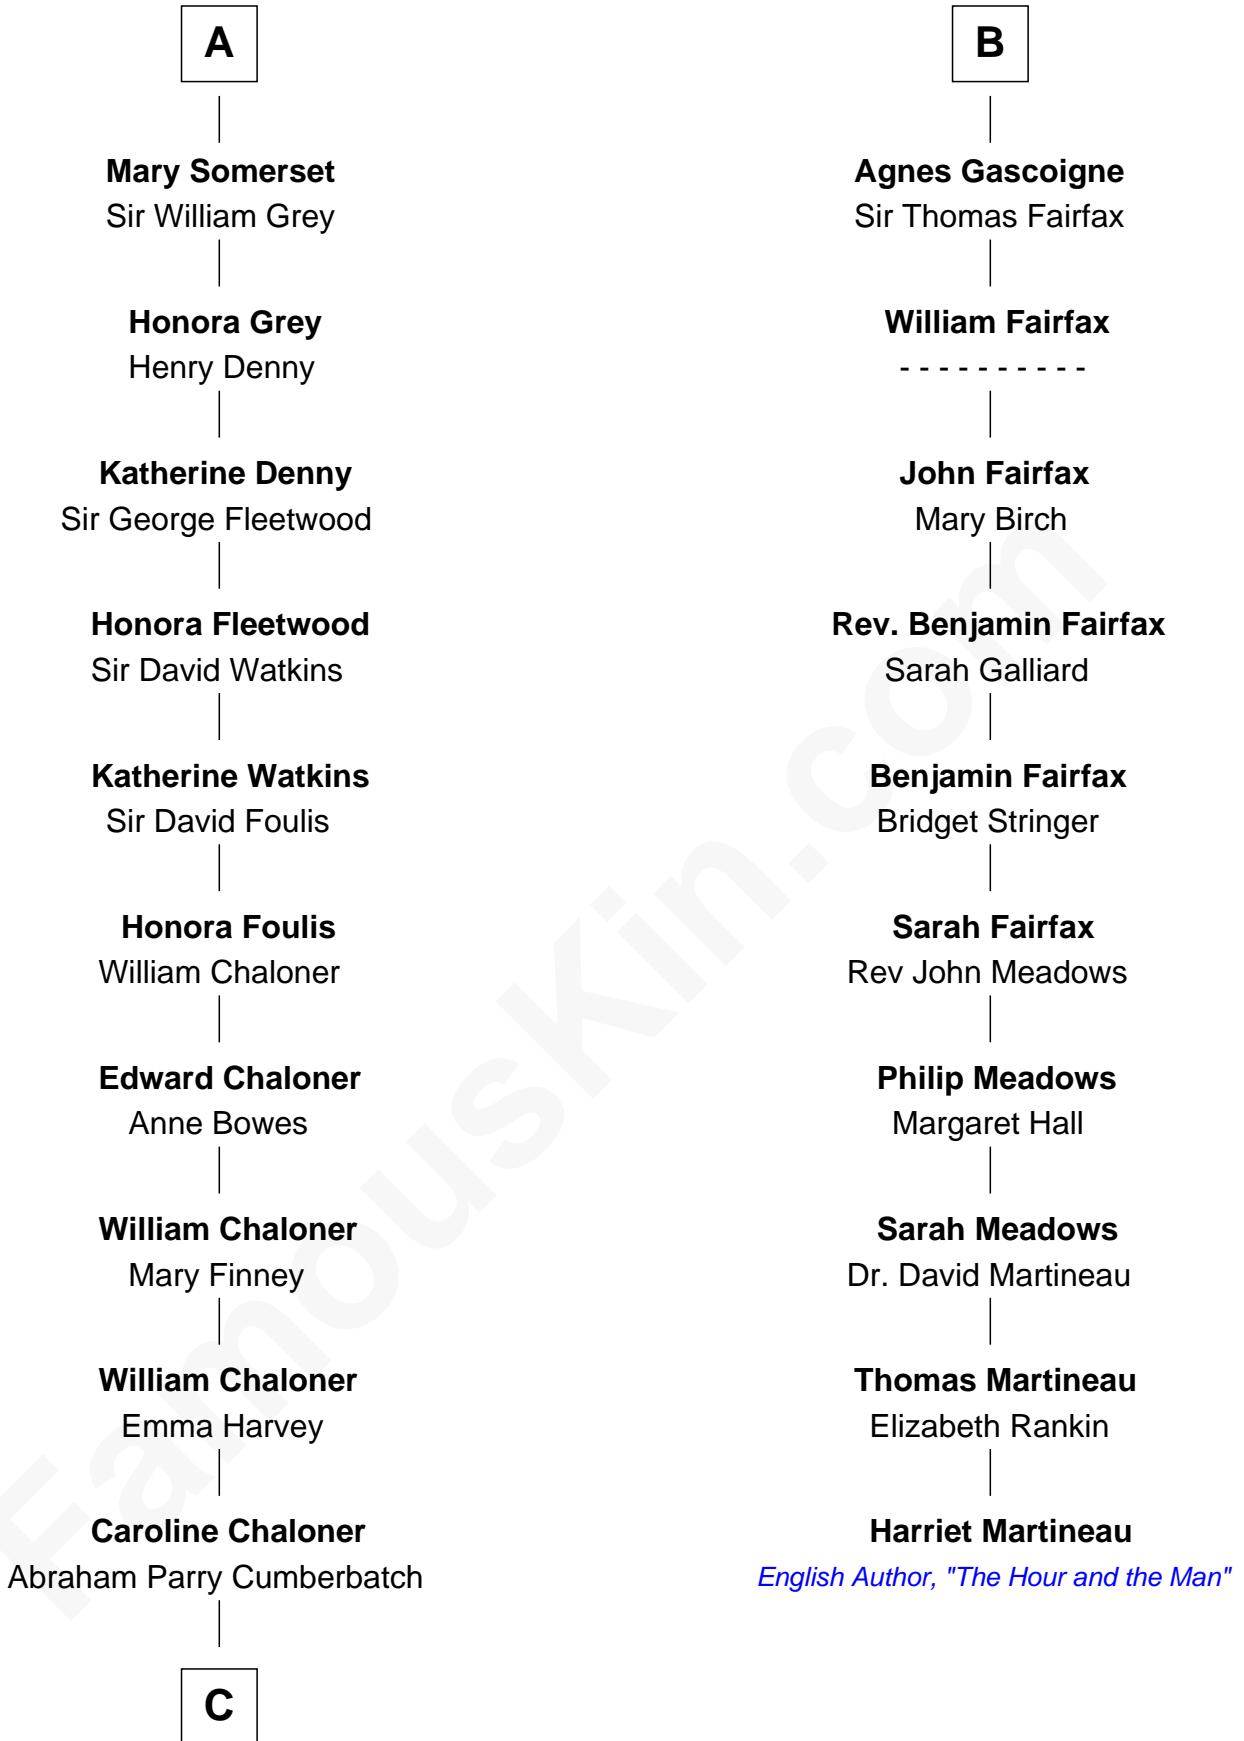 A
Mary Somerset
Sir William Grey
Honora Grey
Henry Denny
Katherine Denny
Sir George Fleetwood
Honora Fleetwood
Sir David Watkins
Katherine Watkins
Sir David Foulis
Honora Foulis
William Chaloner
Edward Chaloner
Anne Bowes
William Chaloner
Mary Finney
William Chaloner
Emma Harvey
Caroline Chaloner
Abraham Parry Cumberbatch
C
B
Agnes Gascoigne
Sir Thomas Fairfax
William Fairfax
- - - - - - - - - -
John Fairfax
Mary Birch
Rev. Benjamin Fairfax
Sarah Galliard
Benjamin Fairfax
Bridget Stringer
Sarah Fairfax
Rev John Meadows
Philip Meadows
Margaret Hall
Sarah Meadows
Dr. David Martineau
Thomas Martineau
Elizabeth Rankin
Harriet Martineau
English Author, "The Hour and the Man"
FamousKin.com